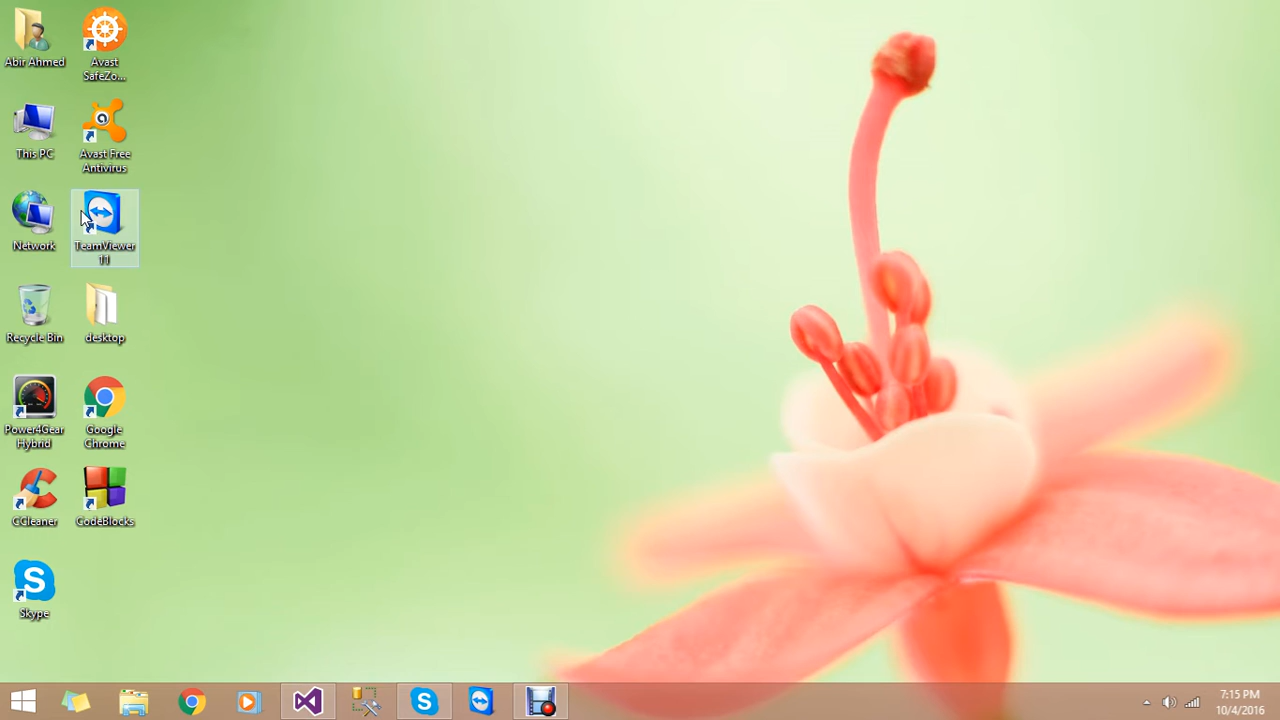 Abir Ahmed
Avast
SafeZo...
This PC
Avast Free
Antivirus
Network
TeamViewer
11
Recycle Bin
desktop
Power4Gear
Hybrid
Google
Chrome
CCleaner
CodeBlocks
Skype
7:15 PM
10/4/2016